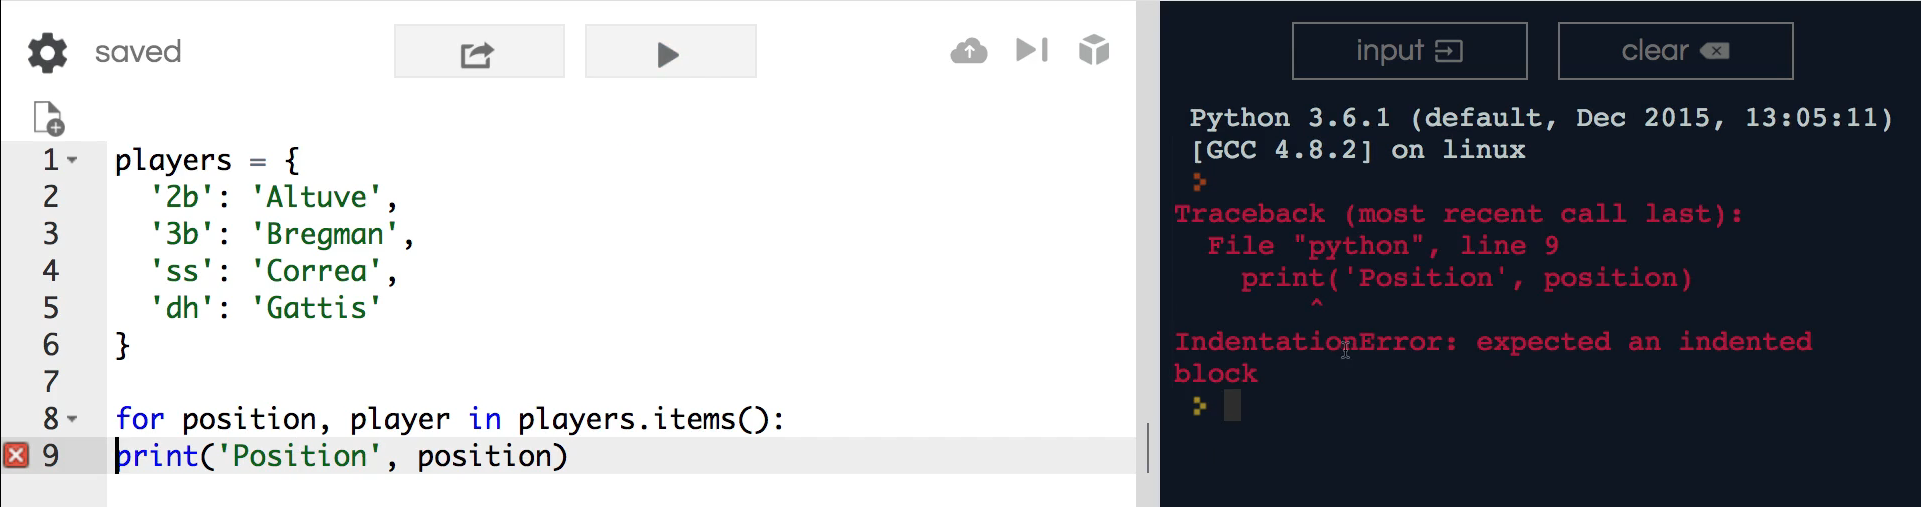 saved
input
clear
1 players = {
2   '2b': 'Altuve',
3   '3b': 'Bregman',
4   'ss': 'Correa',
5   'dh': 'Gattis'
6 }
7
8 for position, player in players.items():
9 print('Position', position)
Python 3.6.1 (default, Dec 2015, 13:05:11)
[GCC 4.8.2] on linux
Traceback (most recent call last):
  File "python", line 9
    print('Position', position)
        ^
IndentationError: expected an indented
block